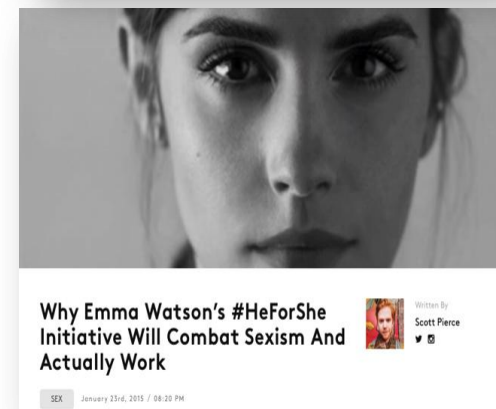 Why Emma Watson's #HeForShe
Initiative Will Combat Sexism And
Actually Work
Written By
Scott Pierce
SEX
January 23rd, 2015 / 08:20 PM